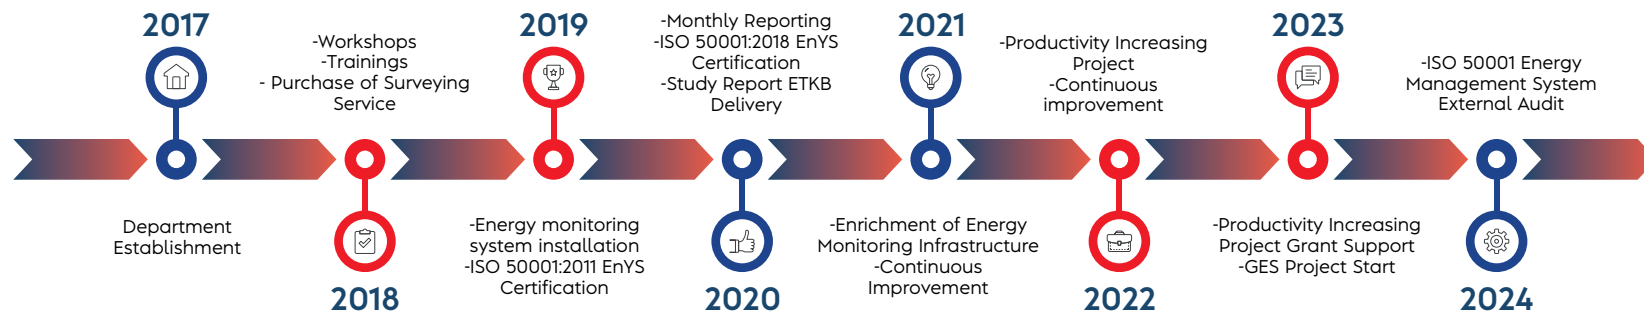 2017
Department
Establishment
-Workshops
-Trainings
- Purchase of Surveying
Service
2018
2019
-Energy monitoring
system installation
-ISO 50001:2011 EnYS
Certification
-Monthly Reporting
-ISO 50001:2018 EnYS
Certification
-Study Report ETKB
Delivery
2020
2021
-Enrichment of Energy
Monitoring Infrastructure
-Continuous
Improvement
-Productivity Increasing
Project
-Continuous
improvement
2022
2023
-Productivity Increasing
Project Grant Support
-GES Project Start
-ISO 50001 Energy
Management System
External Audit
2024